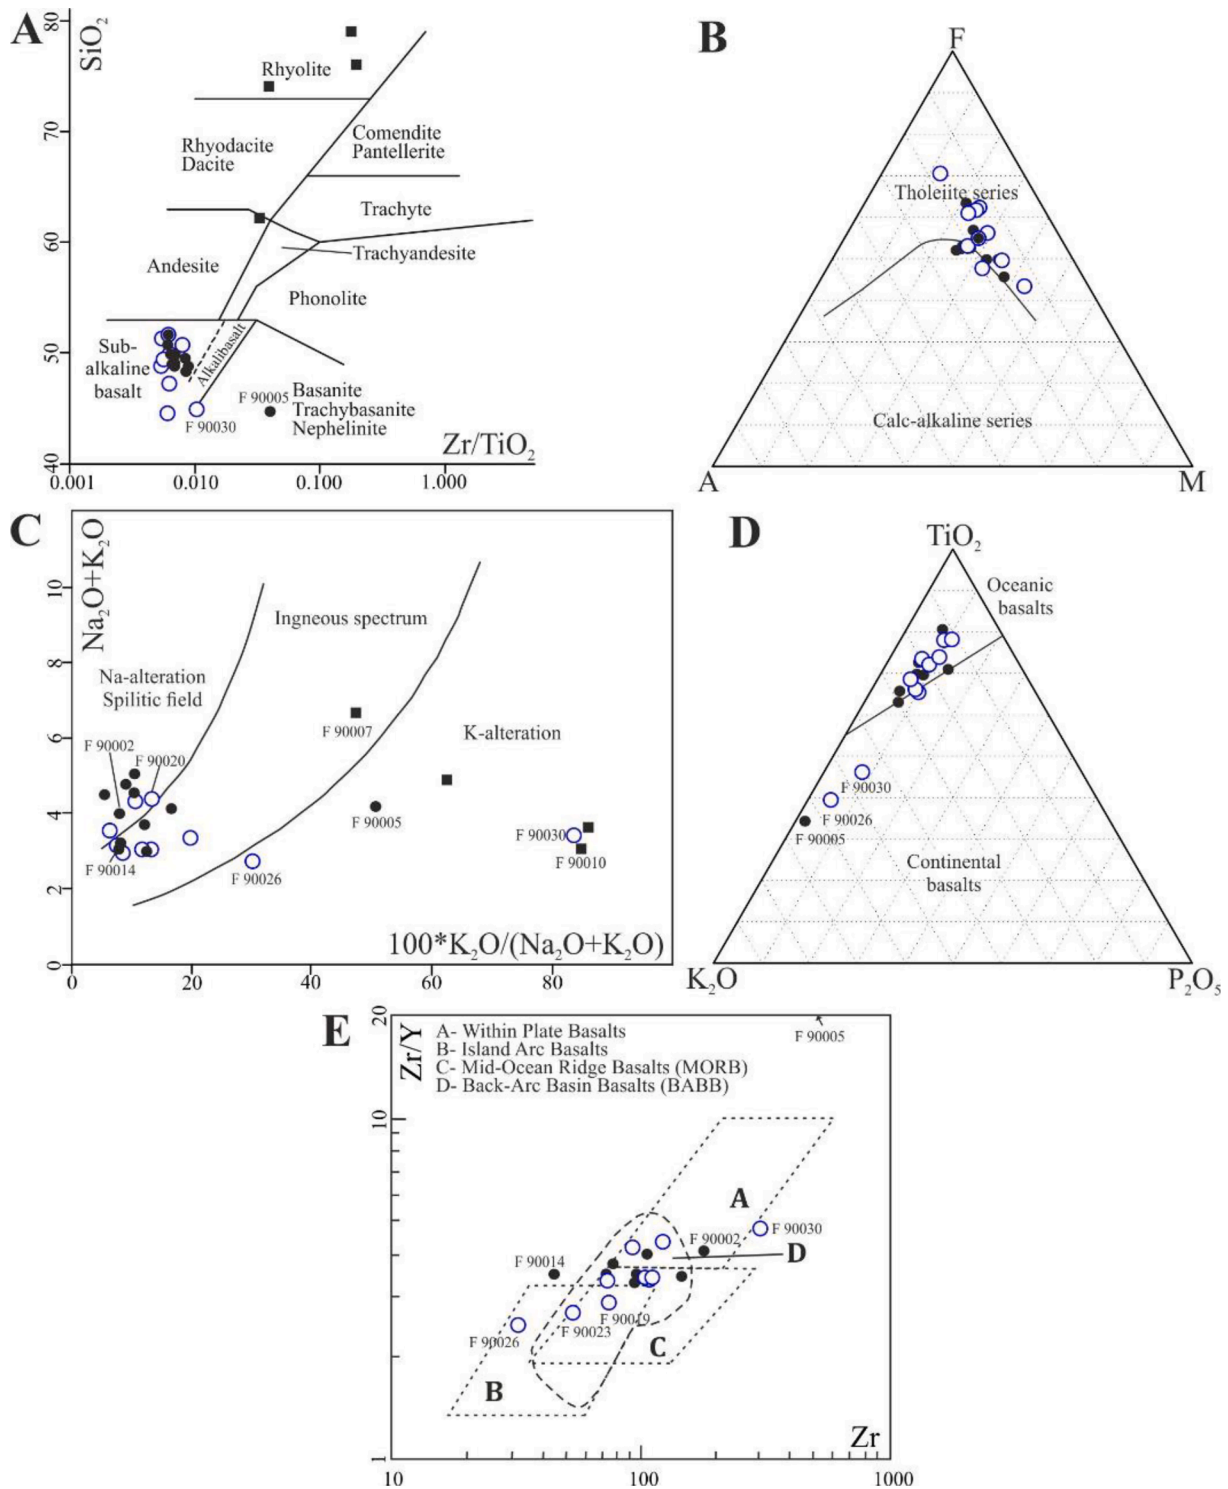 A
SiO2
80
70
60
50
40
Rhyolite
Rhyodacite
Dacite
Comendite
Pantellerite
Trachyte
Trachyandesite
Andesite
Phonolite
Sub-
alkaline
basalt
Alkalibasalt
F 90005
F 90030
Basanite
Trachybasanite
Nephelinite
Zr/TiO2
0.001
0.010
0.100
1.000
B
F
Tholejite series
Calc-alkaline series
A
M
C
Na2O+K2O
10
8
6
4
2
0
Ingneous spectrum
Na-alteration
Spilitic field
K-alteration
F 90002
F 90020
F 90007
F 90005
F 90014
F 90026
F 90030
F 90010
100*K2O/(Na2O+K2O)
0
20
40
60
80
D
TiO2
Oceanic
basalts
F 90030
F 90026
F 90005
Continental
basalts
K2O
P2O5
E
Zr/Y
20
10
1
A- Within Plate Basalts
B- Island Arc Basalts
C- Mid-Ocean Ridge Basalts (MORB)
D- Back-Arc Basin Basalts (BABB)
F 90005
A
F 90002
F 90030
F 90014
D
F 90026
F 90023
F 90019
C
B
Zr
10
100
1000